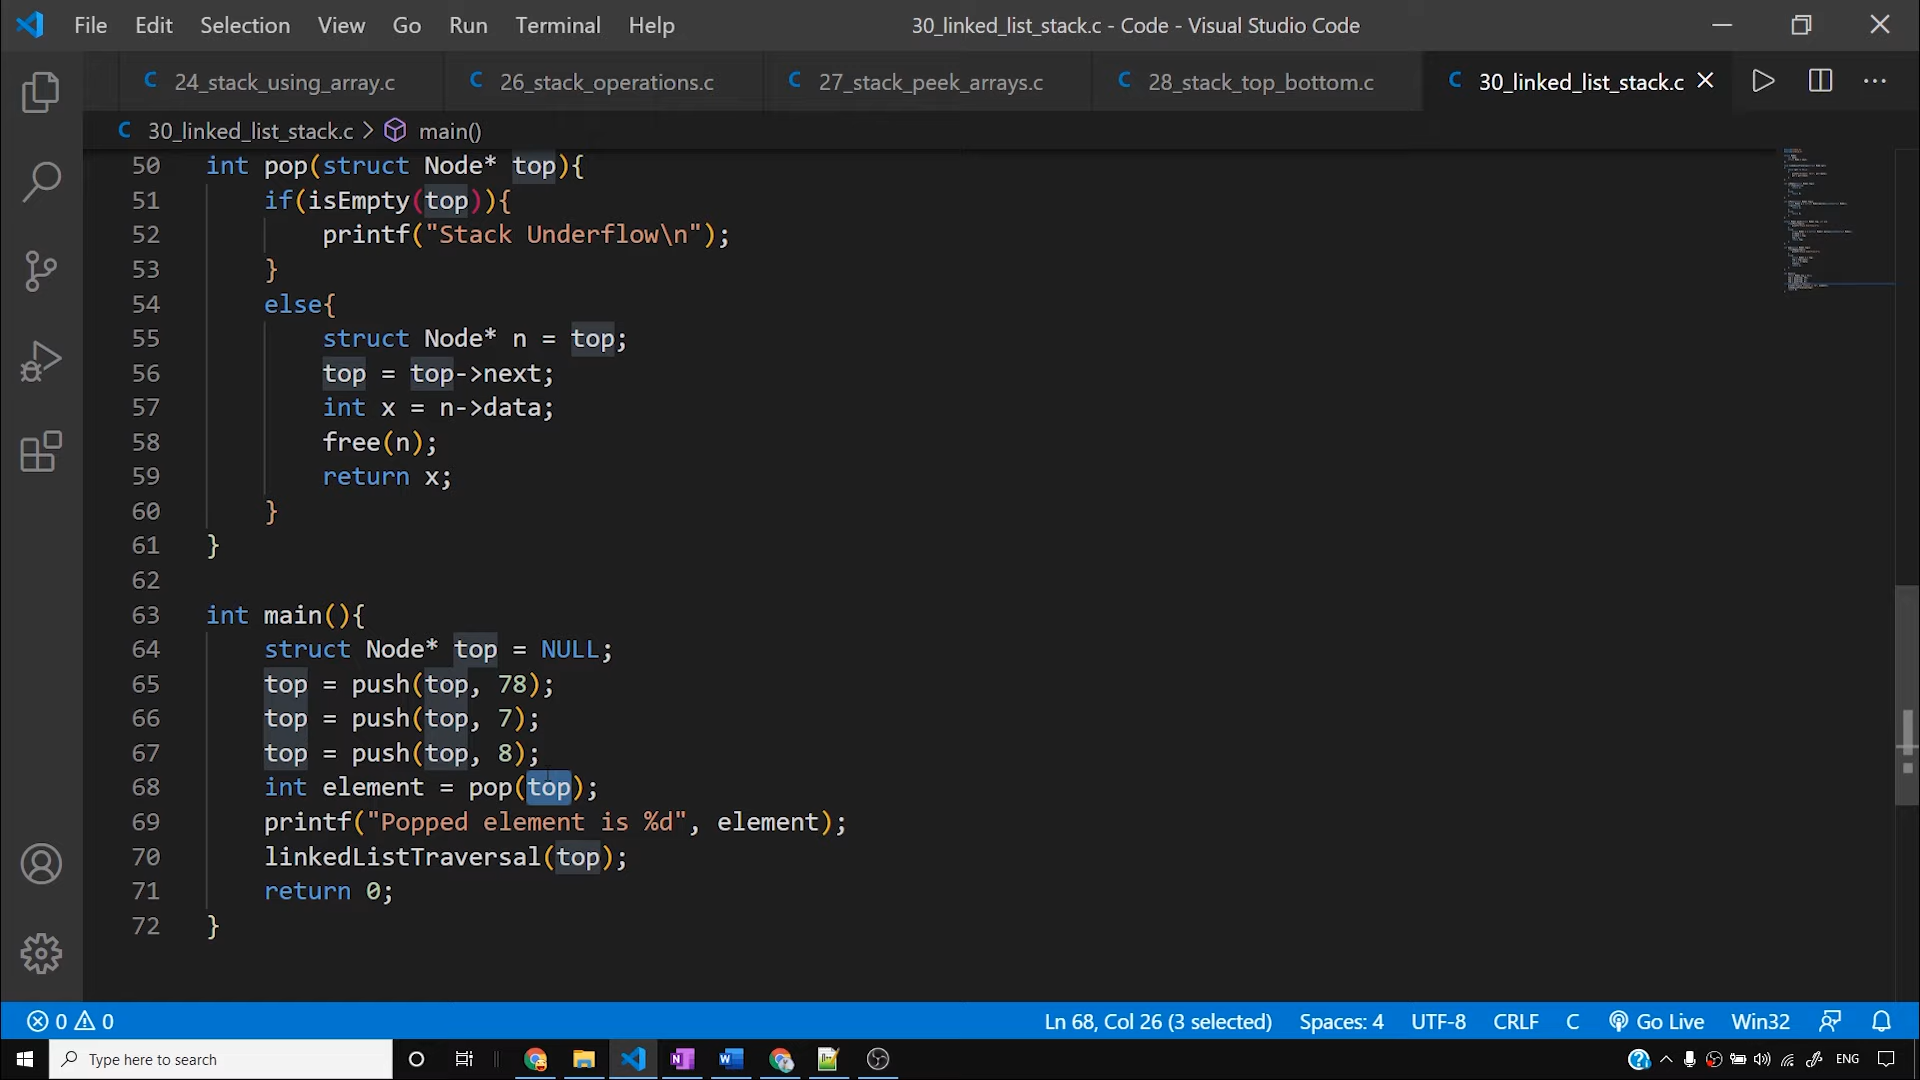 File Edit Selection View Go Run Terminal Help 30_linked_list_stack.c - Code - Visual Studio Code
C 24_stack_using_array.c C 26_stack_operations.c C 27_stack_peek_arrays.c C 28_stack_top_bottom.c C 30_linked_list_stack.c
C 30_linked_list_stack.c > main()
50 int pop(struct Node* top){
51 if(isEmpty(top)){
52 printf("Stack Underflow\n");
53 }
54 else{
55 struct Node* n = top;
56 top = top->next;
57 int x = n->data;
58 free(n);
59 return x;
60 }
61 }
62
63 int main(){
64 struct Node* top = NULL;
65 top = push(top, 78);
66 top = push(top, 7);
67 top = push(top, 8);
68 int element = pop(top);
69 printf("Popped element is %d", element);
70 linkedListTraversal(top);
71 return 0;
72 }
0 0 Ln 68, Col 26 (3 selected) Spaces: 4 UTF-8 CRLF C Go Live Win32
Type here to search ENG